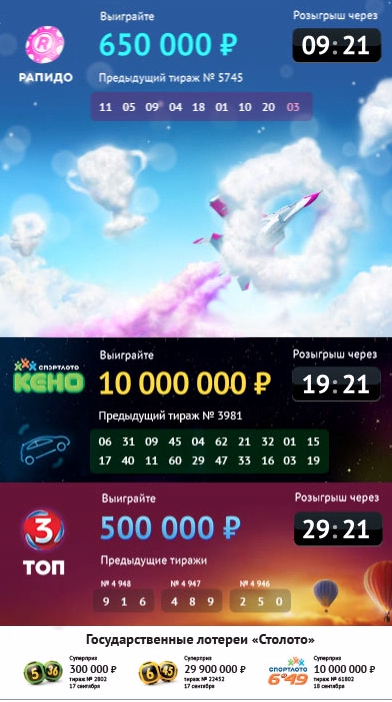 Выиграйте
650 000 ₽
Розыгрыш через
09:21
R
РАПИДО
Предыдущий тираж № 5745
11 05 09 04 18 01 10 20 03
Выиграйте
10 000 000 ₽
Розыгрыш через
19:21
СПОРТЛОТО
КЕНО
Предыдущий тираж № 3981
06 31 09 45 04 62 21 32 01 15
17 40 11 60 29 47 33 16 03 19
Выиграйте
500 000 ₽
Розыгрыш через
29:21
3
ТОП
Предыдущие тиражи
№ 4 948 № 4 947 № 4 946
9 1 6 4 8 9 2 5 0
Государственные лотереи «Столото»
5 36
Суперприз
300 000 ₽
тираж № 2802
17 сентября
6 45
Суперприз
29 900 000 ₽
тираж № 22452
17 сентября
СПОРТЛОТО
6 49
Суперприз
10 000 000 ₽
тираж № 61802
18 сентября